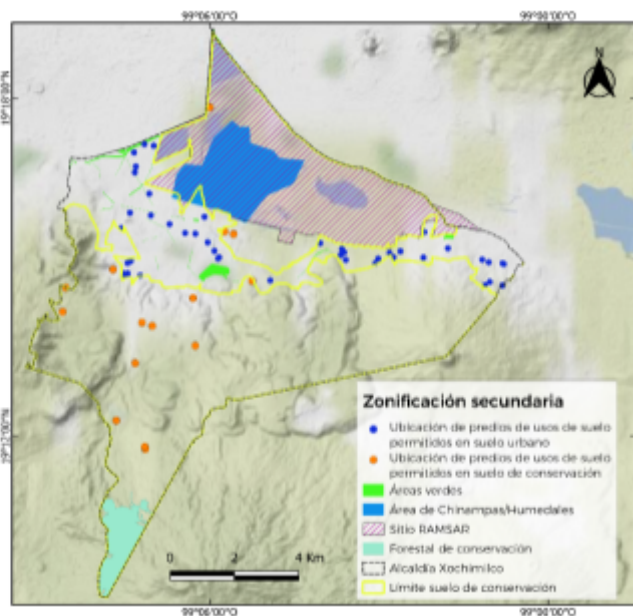 99°06'00"O 99°00'00"O
N
19°18'00"N
19°12'00"N
Zonificación secundaria
Ubicación de predios de usos de suelo
permitidos en suelo urbano
Ubicación de predios de usos de suelo
permitidos en suelo de conservación
Áreas verdes
Área de Chinampas/Humedales
Sitio RAMSAR
Forestal de conservación
Alcaldía Xochimilco
Límite suelo de conservación
0 2 4 Km
99°06'00"O 99°00'00"O